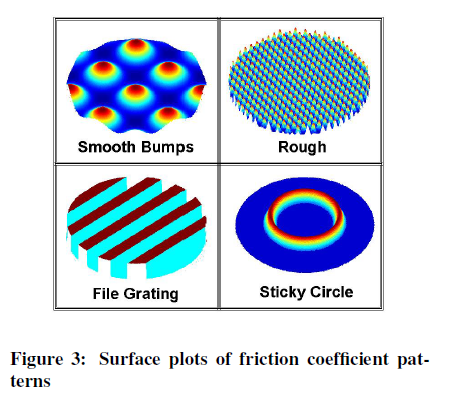 Smooth Bumps
Rough
File Grating
Sticky Circle
Figure 3: Surface plots of friction coefficient pat-
terns